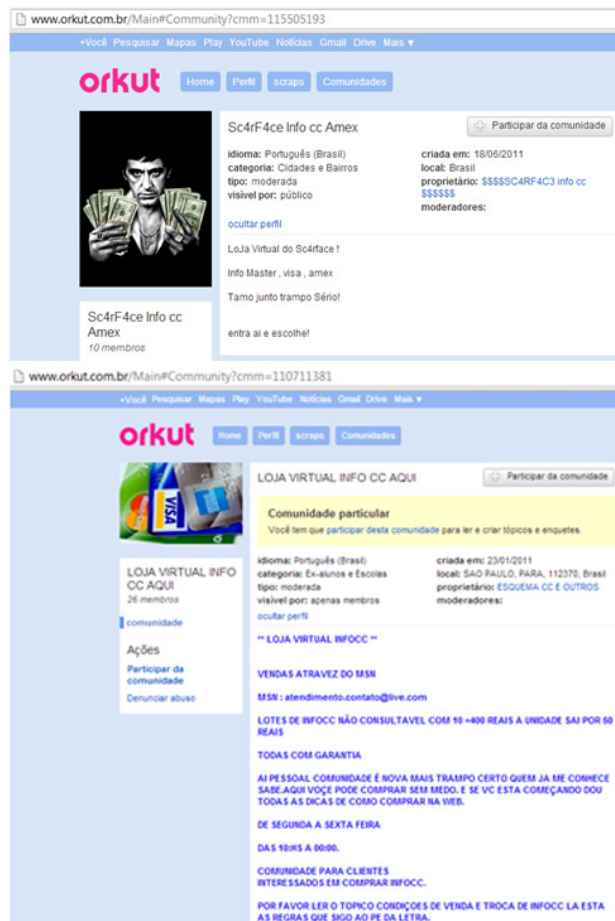 www.orkut.com.br/Main#Community?cmm=115505193
+Você Pesquisar Mapas Play YouTube Notícias Gmail Drive Mais ▼
orkut Home Perfil scraps Comunidades
Sc4rF4ce Info cc Amex
Participar da comunidade
idioma: Português (Brasil)
categoria: Cidades e Bairros
tipo: moderada
visível por: público
criada em: 18/06/2011
local: Brasil
proprietário: $$$$SC4RF4C3 info cc
$$$$$$
moderadores:
ocultar perfil
LoJa Virtual do Sc4rface !
Info Master , visa , amex
Tamo junto trampo Sério!
entra ai e escolhe!
Sc4rF4ce Info cc
Amex
10 membros
www.orkut.com.br/Main#Community?cmm=110711381
+Você Pesquisar Mapas Play YouTube Notícias Gmail Drive Mais ▼
orkut Home Perfil scraps Comunidades
VISA
LOJA VIRTUAL INFO CC AQUI
Participar da comunidade
Comunidade particular
Você tem que participar desta comunidade para ler e criar tópicos e enquetes.
LOJA VIRTUAL INFO
CC AQUI
26 membros
comunidade
Ações
Participar da
comunidade
Denunciar abuso
idioma: Português (Brasil)
categoria: Ex-alunos e Escolas
tipo: moderada
visível por: apenas membros
criada em: 23/01/2011
local: SAO PAULO, PARA, 112370, Brasil
proprietário: ESQUEMA CC E OUTROS
moderadores:
ocultar perfil
** LOJA VIRTUAL INFOCC **
VENDAS ATRAVEZ DO MSN
MSN : atendimento.contato@live.com
LOTES DE INFOCC NÃO CONSULTAVEL COM 10 =400 REAIS A UNIDADE SAI POR 50
REAIS
TODAS COM GARANTIA
AI PESSOAL COMUNIDADE É NOVA MAIS TRAMPO CERTO QUEM JA ME CONHECE
SABE.AQUI VOÇE PODE COMPRAR SEM MEDO. E SE VC ESTA COMEÇANDO DOU
TODAS AS DICAS DE COMO COMPRAR NA WEB.
DE SEGUNDA A SEXTA FEIRA
DAS 10:HS A 00:00.
COMUNIDADE PARA CLIENTES
INTERESSADOS EM COMPRAR INFOCC.
POR FAVOR LER O TOPICO CONDIÇOES DE VENDA E TROCA DE INFOCC LA ESTA
AS REGRAS QUE SIGO AO PE DA LETRA.